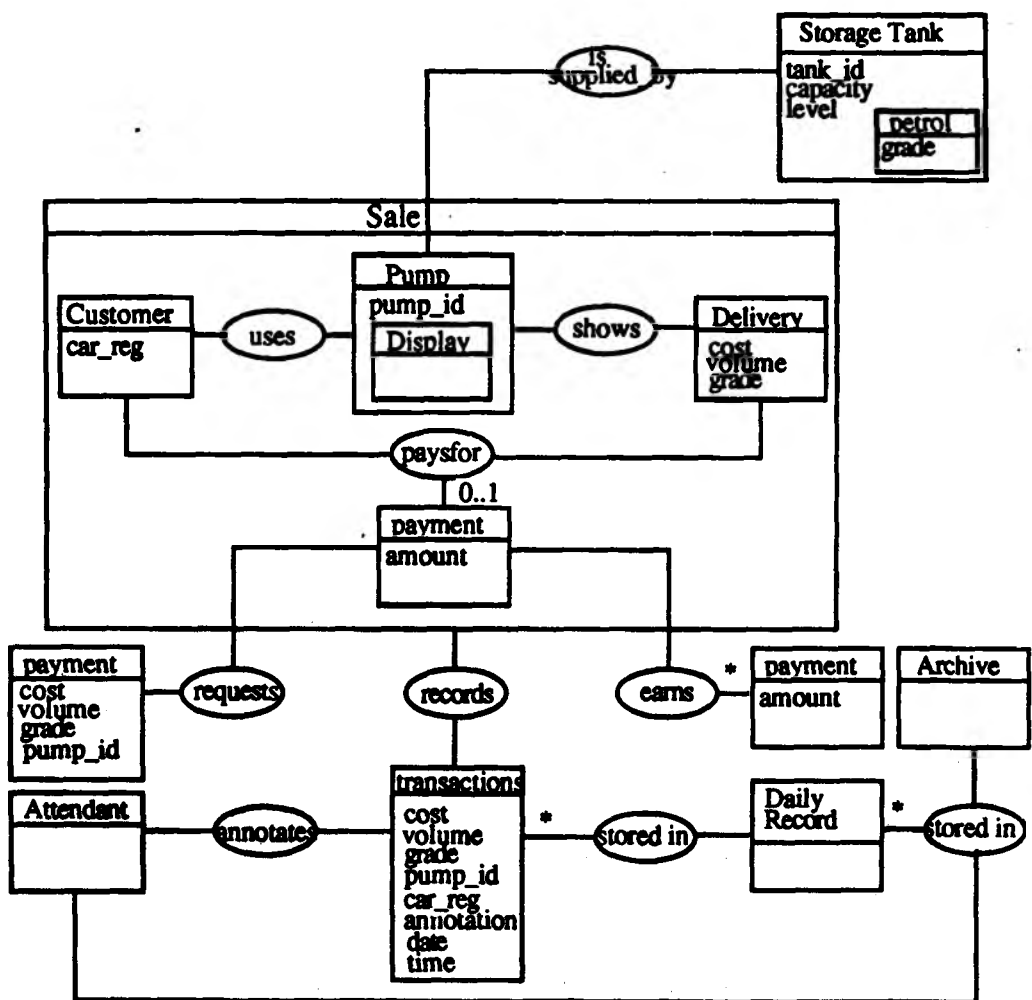 Storage Tank
is
supplied_by
tank_id
capacity
level
petrol
grade
Sale
Pump
pump_id
Display
Customer
car_reg
uses
shows
Delivery
cost
volume
grade
paysfor
0..1
payment
amount
payment
cost
volume
grade
pump_id
requests
records
earns
*
payment
amount
Archive
Attendant
annotates
transactions
cost
volume
grade
pump_id
car_reg
annotation
date
time
*
stored in
Daily
Record
*
stored in